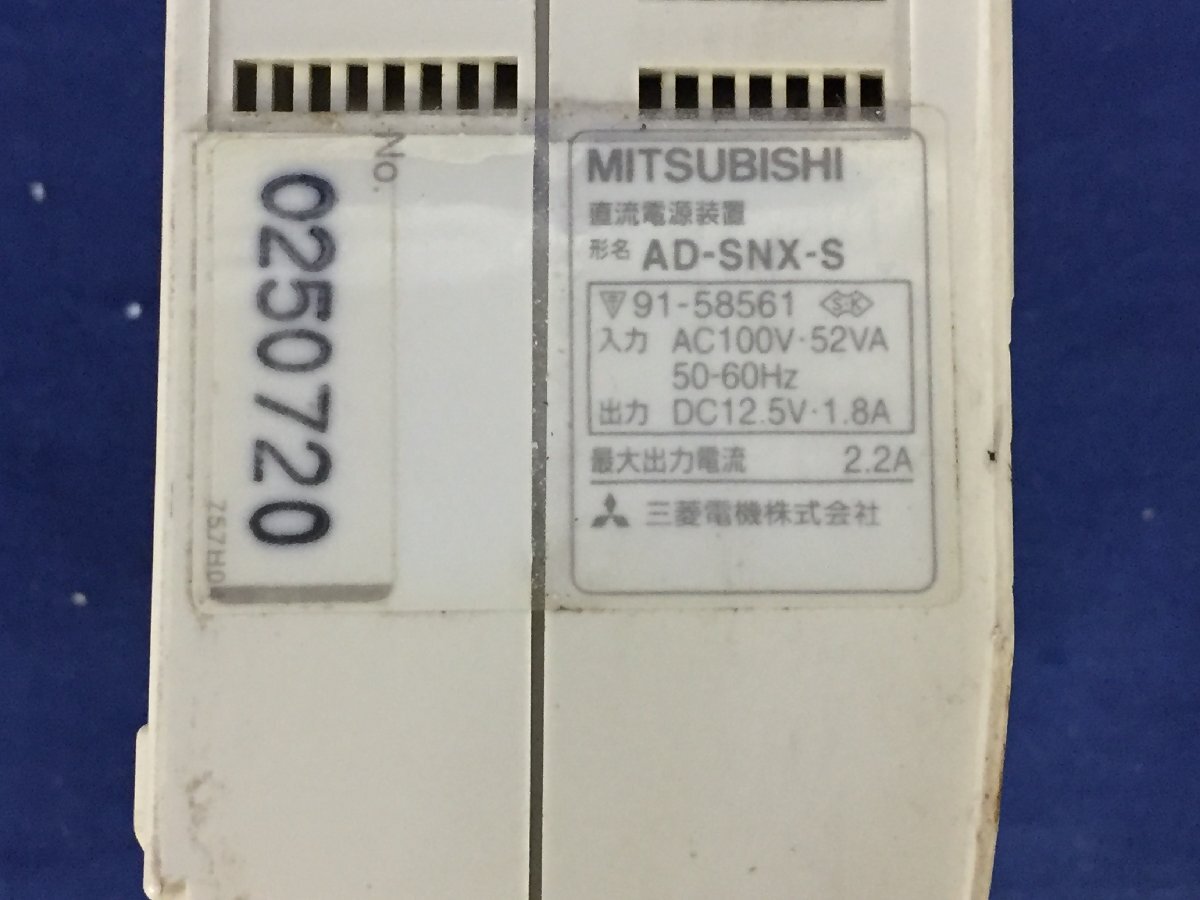 No.
0250720
757H0
MITSUBISHI
直流電源装置
形名 AD-SNX-S
91-58561
入力 AC100V·52VA
50-60Hz
出力 DC12.5V·1.8A
最大出力電流 2.2A
三菱電機株式会社